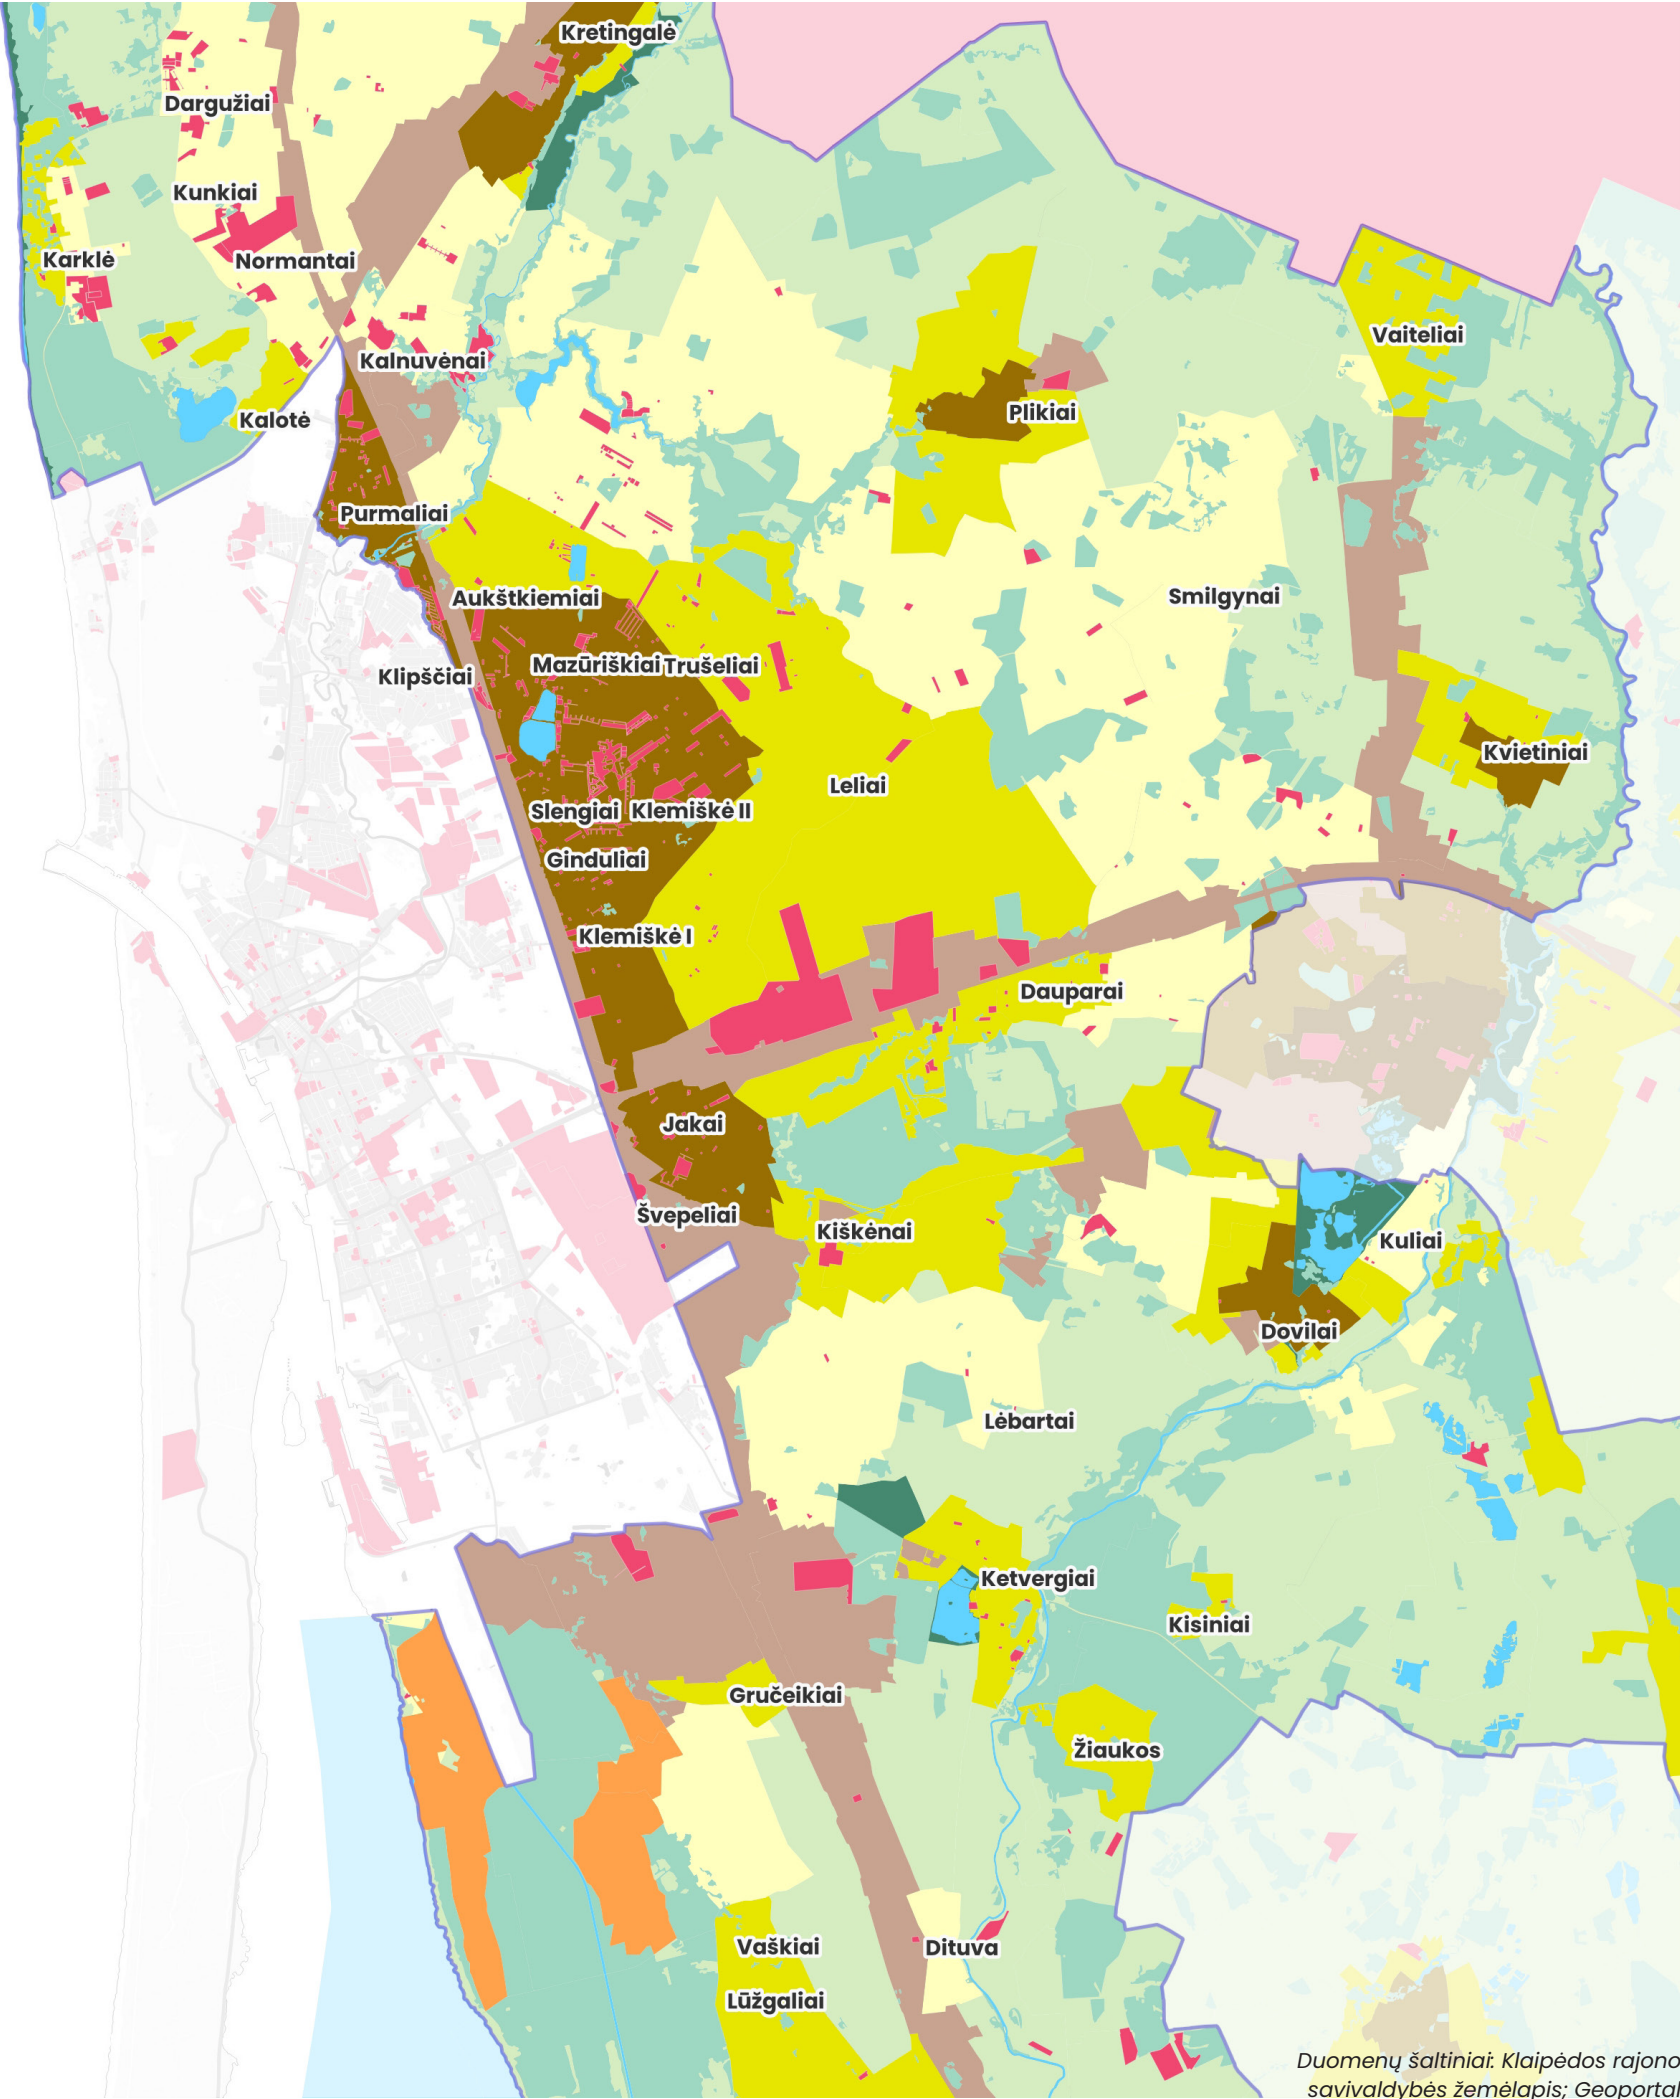 Kretingalė
Dargužiai
Kunkiai
Karklė
Normantai
Vaiteliai
Kalnuvėnai
Plikiai
Kalotė
Purmaliai
Smilgynai
Aukštkiemiai
Mazūriškiai Trušeliai
Klipščiai
Kvietiniai
Leliai
Slengiai Klemiškė II
Ginduliai
Klemiškė I
Dauparai
Jakai
Švepeliai
Kiškėnai
Kuliai
Dovilai
Lėbartai
Ketvergiai
Kisiniai
Gručeikiai
Žiaukos
Vaškiai
Dituva
Lūžgaliai
Duomenų šaltiniai: Klaipėdos rajono
savivaldybės žemėlapis; Geoportal